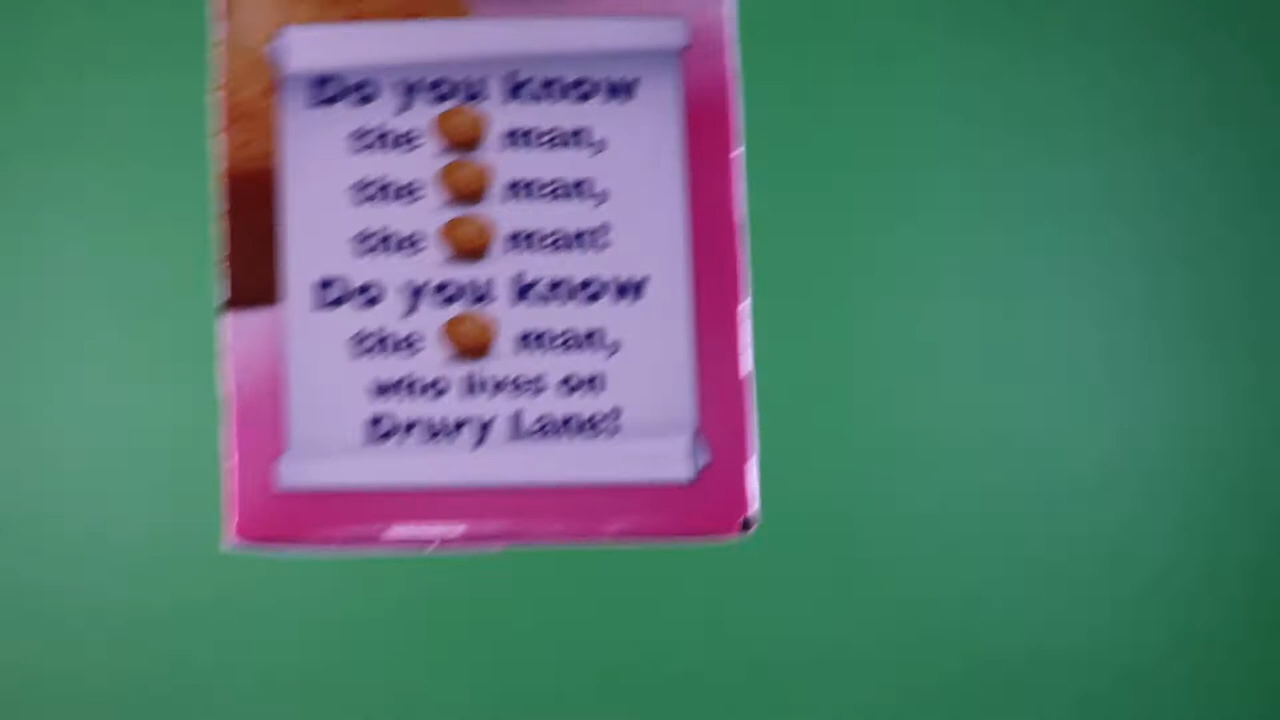 Do you know
the man,
the man,
the man!
Do you know
the man,
who lives on
Drury Lane!